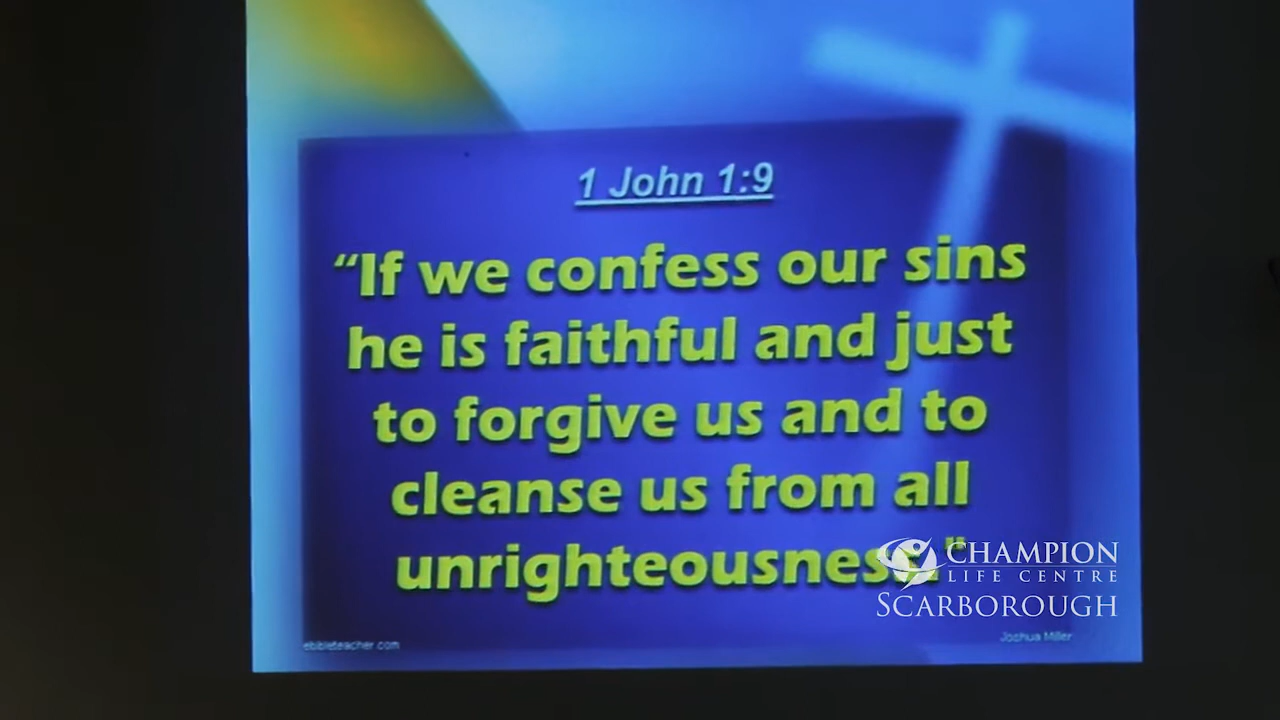 1 John 1:9
“If we confess our sins
he is faithful and just
to forgive us and to
cleanse us from all
unrighteousness."
CHAMPION
LIFE CENTRE
SCARBOROUGH
ebibleteacher.com
Joshua Miller